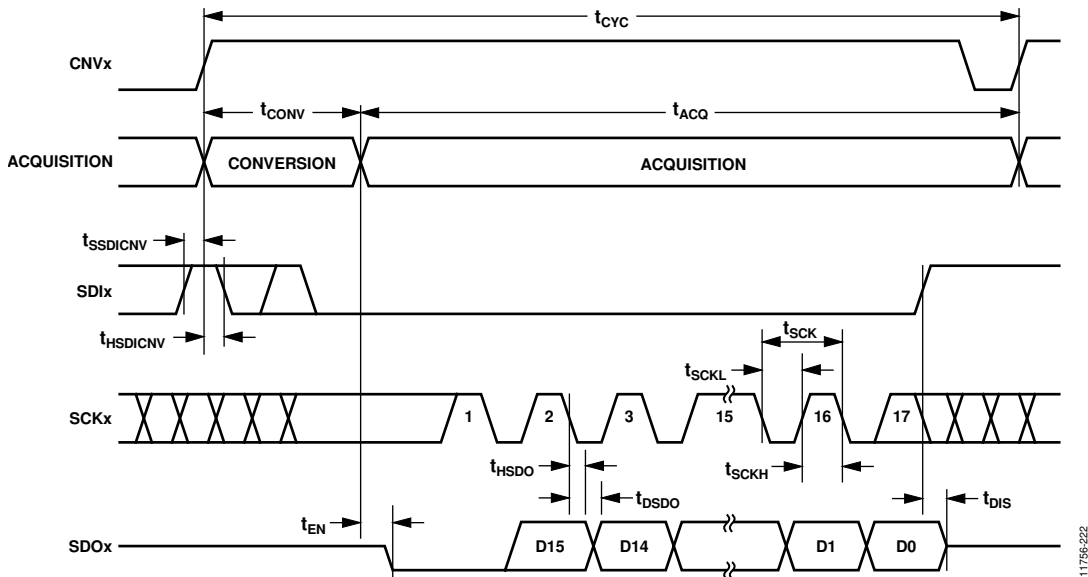 tCYC
CNVx
tCONV
tACQ
ACQUISITION
CONVERSION
ACQUISITION
tSSDICNV
SDIx
tHSDICNV
tSCK
tSCKL
SCKx
1
2
3
15
16
17
tHSDO
tSCKH
tDSDO
tDIS
tEN
SDOx
D15
D14
D1
D0
11756-222